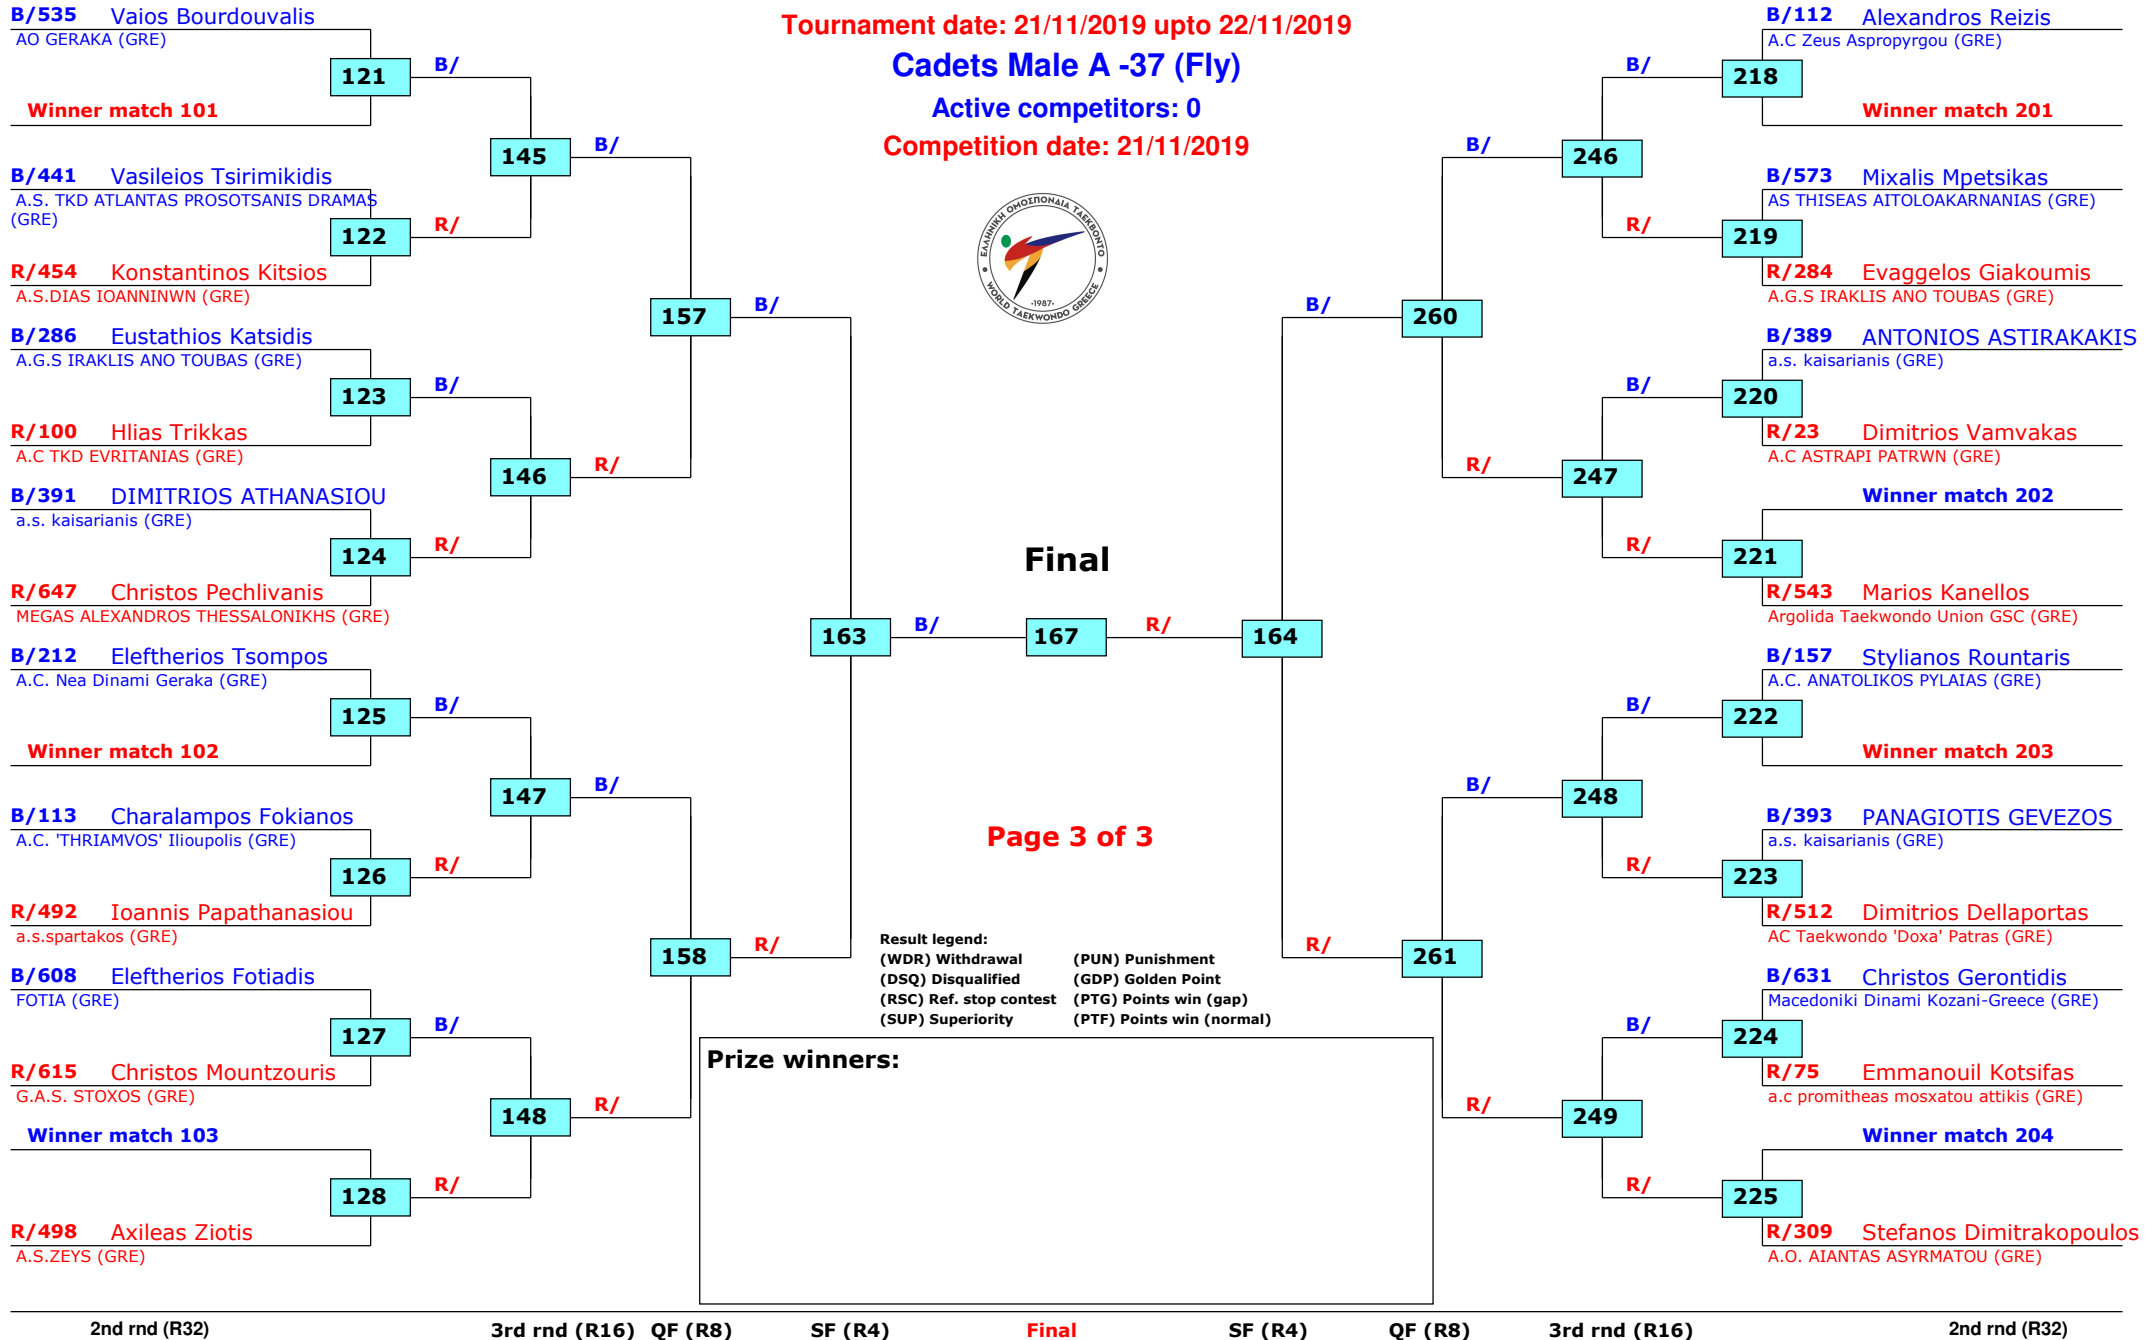 Tournament date: 21/11/2019 upto 22/11/2019
Cadets Male A -37 (Fly)
Active competitors: 0
Competition date: 21/11/2019
ΕΛΛΗΝΙΚΗ ΟΜΟΣΠΟΝΔΙΑ ΤΑΕΚΒΟΝΤΟ
·1987·
WORLD TAEKWONDO GREECE
B/535 Vaios Bourdouvalis
AO GERAKA (GRE)
121
B/
Winner match 101
145
B/
B/441 Vasileios Tsirimikidis
A.S. TKD ATLANTAS PROSOTSANIS DRAMAS
(GRE)
122
R/
R/454 Konstantinos Kitsios
A.S.DIAS IOANNINWN (GRE)
157
B/
B/286 Eustathios Katsidis
A.G.S IRAKLIS ANO TOUBAS (GRE)
123
B/
R/100 Hlias Trikkas
A.C TKD EVRITANIAS (GRE)
146
R/
B/391 DIMITRIOS ATHANASIOU
a.s. kaisarianis (GRE)
124
R/
R/647 Christos Pechlivanis
MEGAS ALEXANDROS THESSALONIKHS (GRE)
163
B/
B/212 Eleftherios Tsompos
A.C. Nea Dinami Geraka (GRE)
125
B/
Winner match 102
147
B/
B/113 Charalampos Fokianos
A.C. 'THRIAMVOS' Ilioupolis (GRE)
126
R/
R/492 Ioannis Papathanasiou
a.s.spartakos (GRE)
158
R/
B/608 Eleftherios Fotiadis
FOTIA (GRE)
127
B/
R/615 Christos Mountzouris
G.A.S. STOXOS (GRE)
148
R/
Winner match 103
128
R/
R/498 Axileas Ziotis
A.S.ZEYS (GRE)
Final
167
R/
164
Page 3 of 3
Result legend:
(WDR) Withdrawal (PUN) Punishment
(DSQ) Disqualified (GDP) Golden Point
(RSC) Ref. stop contest (PTG) Points win (gap)
(SUP) Superiority (PTF) Points win (normal)
Prize winners:
B/112 Alexandros Reizis
A.C Zeus Aspropyrgou (GRE)
B/
218
Winner match 201
B/
246
B/573 Mixalis Mpetsikas
AS THISEAS AITOLOAKARNANIAS (GRE)
R/
219
R/284 Evaggelos Giakoumis
A.G.S IRAKLIS ANO TOUBAS (GRE)
B/
260
B/389 ANTONIOS ASTIRAKAKIS
a.s. kaisarianis (GRE)
B/
220
R/23 Dimitrios Vamvakas
A.C ASTRAPI PATRWN (GRE)
R/
247
Winner match 202
R/
221
R/543 Marios Kanellos
Argolida Taekwondo Union GSC (GRE)
B/157 Stylianos Rountaris
A.C. ANATOLIKOS PYLAIAS (GRE)
B/
222
Winner match 203
B/
248
B/393 PANAGIOTIS GEVEZOS
a.s. kaisarianis (GRE)
R/
223
R/512 Dimitrios Dellaportas
AC Taekwondo 'Doxa' Patras (GRE)
R/
261
B/631 Christos Gerontidis
Macedoniki Dinami Kozani-Greece (GRE)
B/
224
R/75 Emmanouil Kotsifas
a.c promitheas mosxatou attikis (GRE)
R/
249
Winner match 204
R/
225
R/309 Stefanos Dimitrakopoulos
A.O. AIANTAS ASYRMATOU (GRE)
2nd rnd (R32) 3rd rnd (R16) QF (R8) SF (R4) Final SF (R4) QF (R8) 3rd rnd (R16) 2nd rnd (R32)